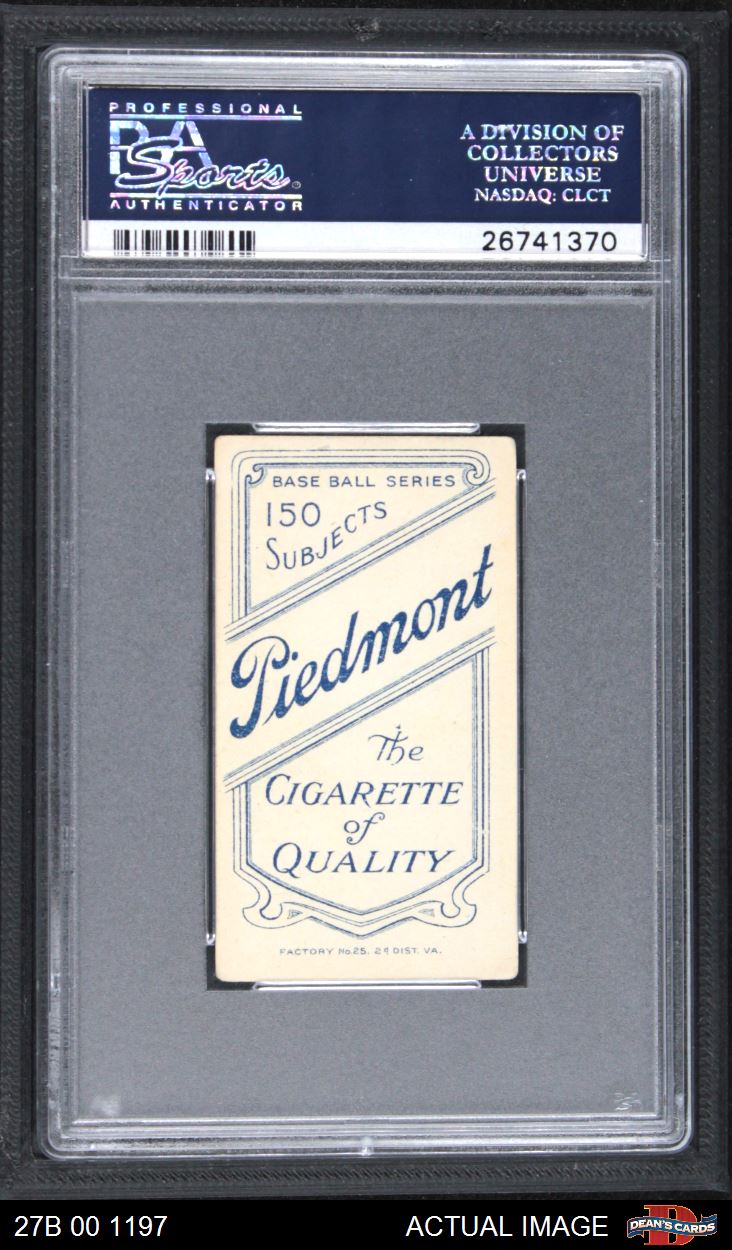 PROFESSIONAL
PSA
Sports
AUTHENTICATOR
A DIVISION OF
COLLECTORS
UNIVERSE
NASDAQ: CLCT
26741370
BASE BALL SERIES
150
SUBJECTS
Piedmont
The
CIGARETTE
of
QUALITY
FACTORY No. 25, 2d DIST. VA.
27B 00 1197
ACTUAL IMAGE
DEAN'S CARDS